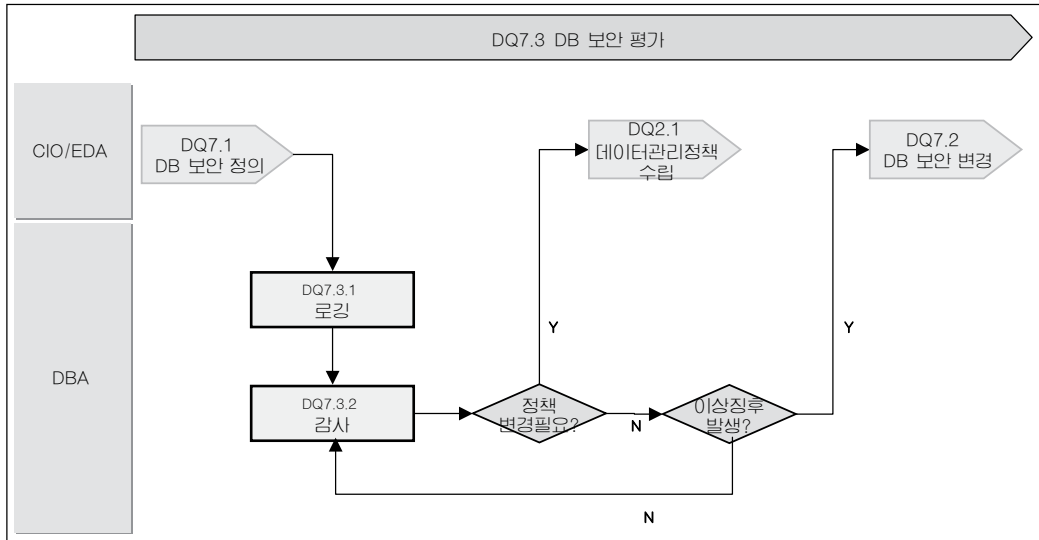 DQ7.3 DB 보안 평가
CIO/EDA
DQ7.1
DB 보안 정의
DQ2.1
데이터관리정책
수립
DQ7.2
DB 보안 변경
DQ7.3.1
로깅
Y
Y
DBA
DQ7.3.2
감사
정책
변경필요?
N
이상징후
발생?
N